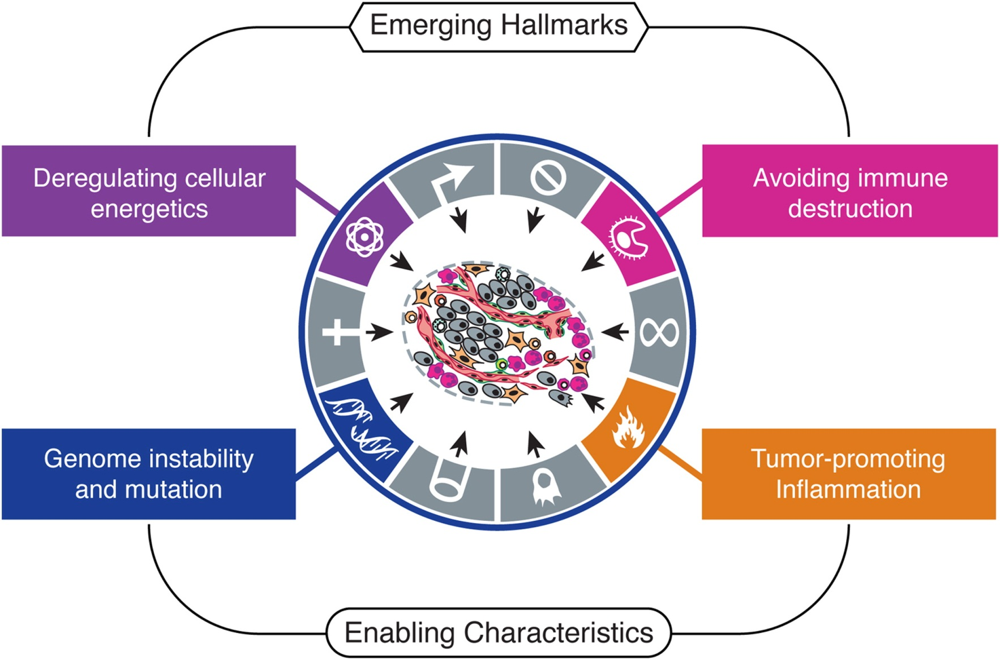 Emerging Hallmarks
Deregulating cellular
energetics
Avoiding immune
destruction
Genome instability
and mutation
Tumor-promoting
Inflammation
Enabling Characteristics